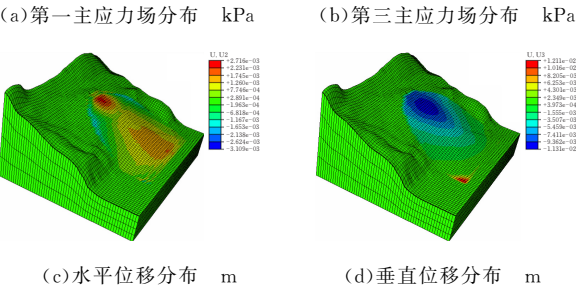 (a)第一主应力场分布 kPa
(b)第三主应力场分布 kPa
U, U2
+2.716e-03
+2.231e-03
+1.745e-03
+1.260e-03
+7.746e-04
+2.891e-04
-1.963e-04
-6.818e-04
-1.167e-03
-1.653e-03
-2.138e-03
-2.624e-03
-3.109e-03
U, U3
+1.211e-02
+1.016e-02
+8.205e-03
+6.253e-03
+4.301e-03
+2.349e-03
+3.973e-04
-1.555e-03
-3.507e-03
-5.459e-03
-7.411e-03
-9.362e-03
-1.131e-02
(c)水平位移分布 m
(d)垂直位移分布 m